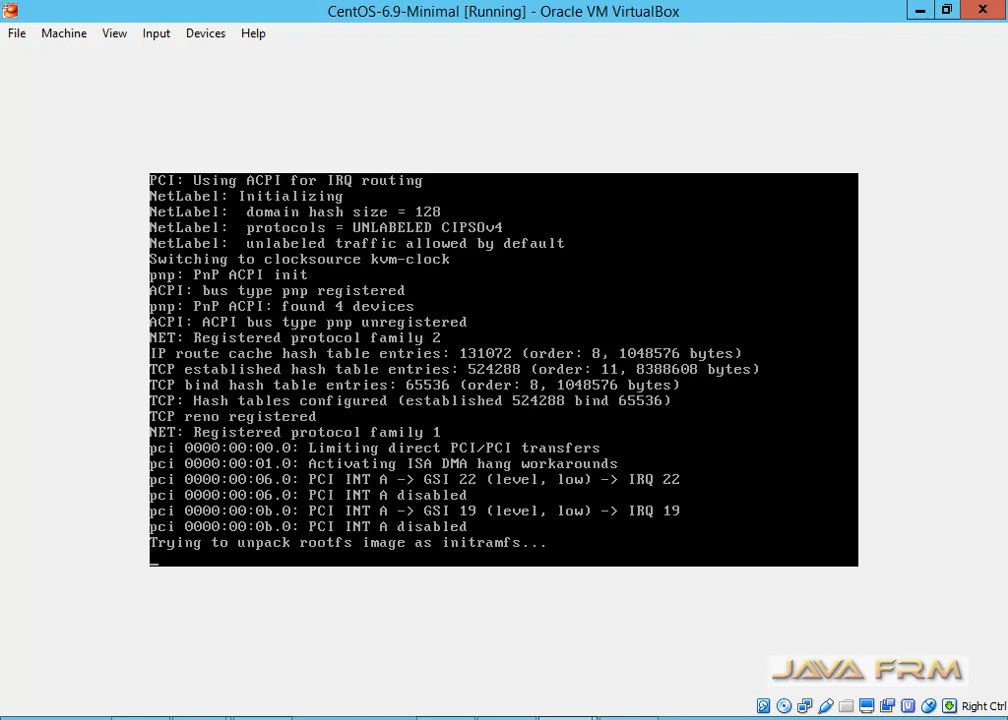 CentOS-6.9-Minimal [Running] - Oracle VM VirtualBox
File Machine View Input Devices Help
PCI: Using ACPI for IRQ routing
NetLabel: Initializing
NetLabel:  domain hash size = 128
NetLabel:  protocols = UNLABELED CIPSOv4
NetLabel:  unlabeled traffic allowed by default
Switching to clocksource kvm-clock
pnp: PnP ACPI init
ACPI: bus type pnp registered
pnp: PnP ACPI: found 4 devices
ACPI: ACPI bus type pnp unregistered
NET: Registered protocol family 2
IP route cache hash table entries: 131072 (order: 8, 1048576 bytes)
TCP established hash table entries: 524288 (order: 11, 8388608 bytes)
TCP bind hash table entries: 65536 (order: 8, 1048576 bytes)
TCP: Hash tables configured (established 524288 bind 65536)
TCP reno registered
NET: Registered protocol family 1
pci 0000:00:00.0: Limiting direct PCI/PCI transfers
pci 0000:00:01.0: Activating ISA DMA hang workarounds
pci 0000:00:06.0: PCI INT A -> GSI 22 (level, low) -> IRQ 22
pci 0000:00:06.0: PCI INT A disabled
pci 0000:00:0b.0: PCI INT A -> GSI 19 (level, low) -> IRQ 19
pci 0000:00:0b.0: PCI INT A disabled
Trying to unpack rootfs image as initramfs...
JAVA FRM
Right Ctrl